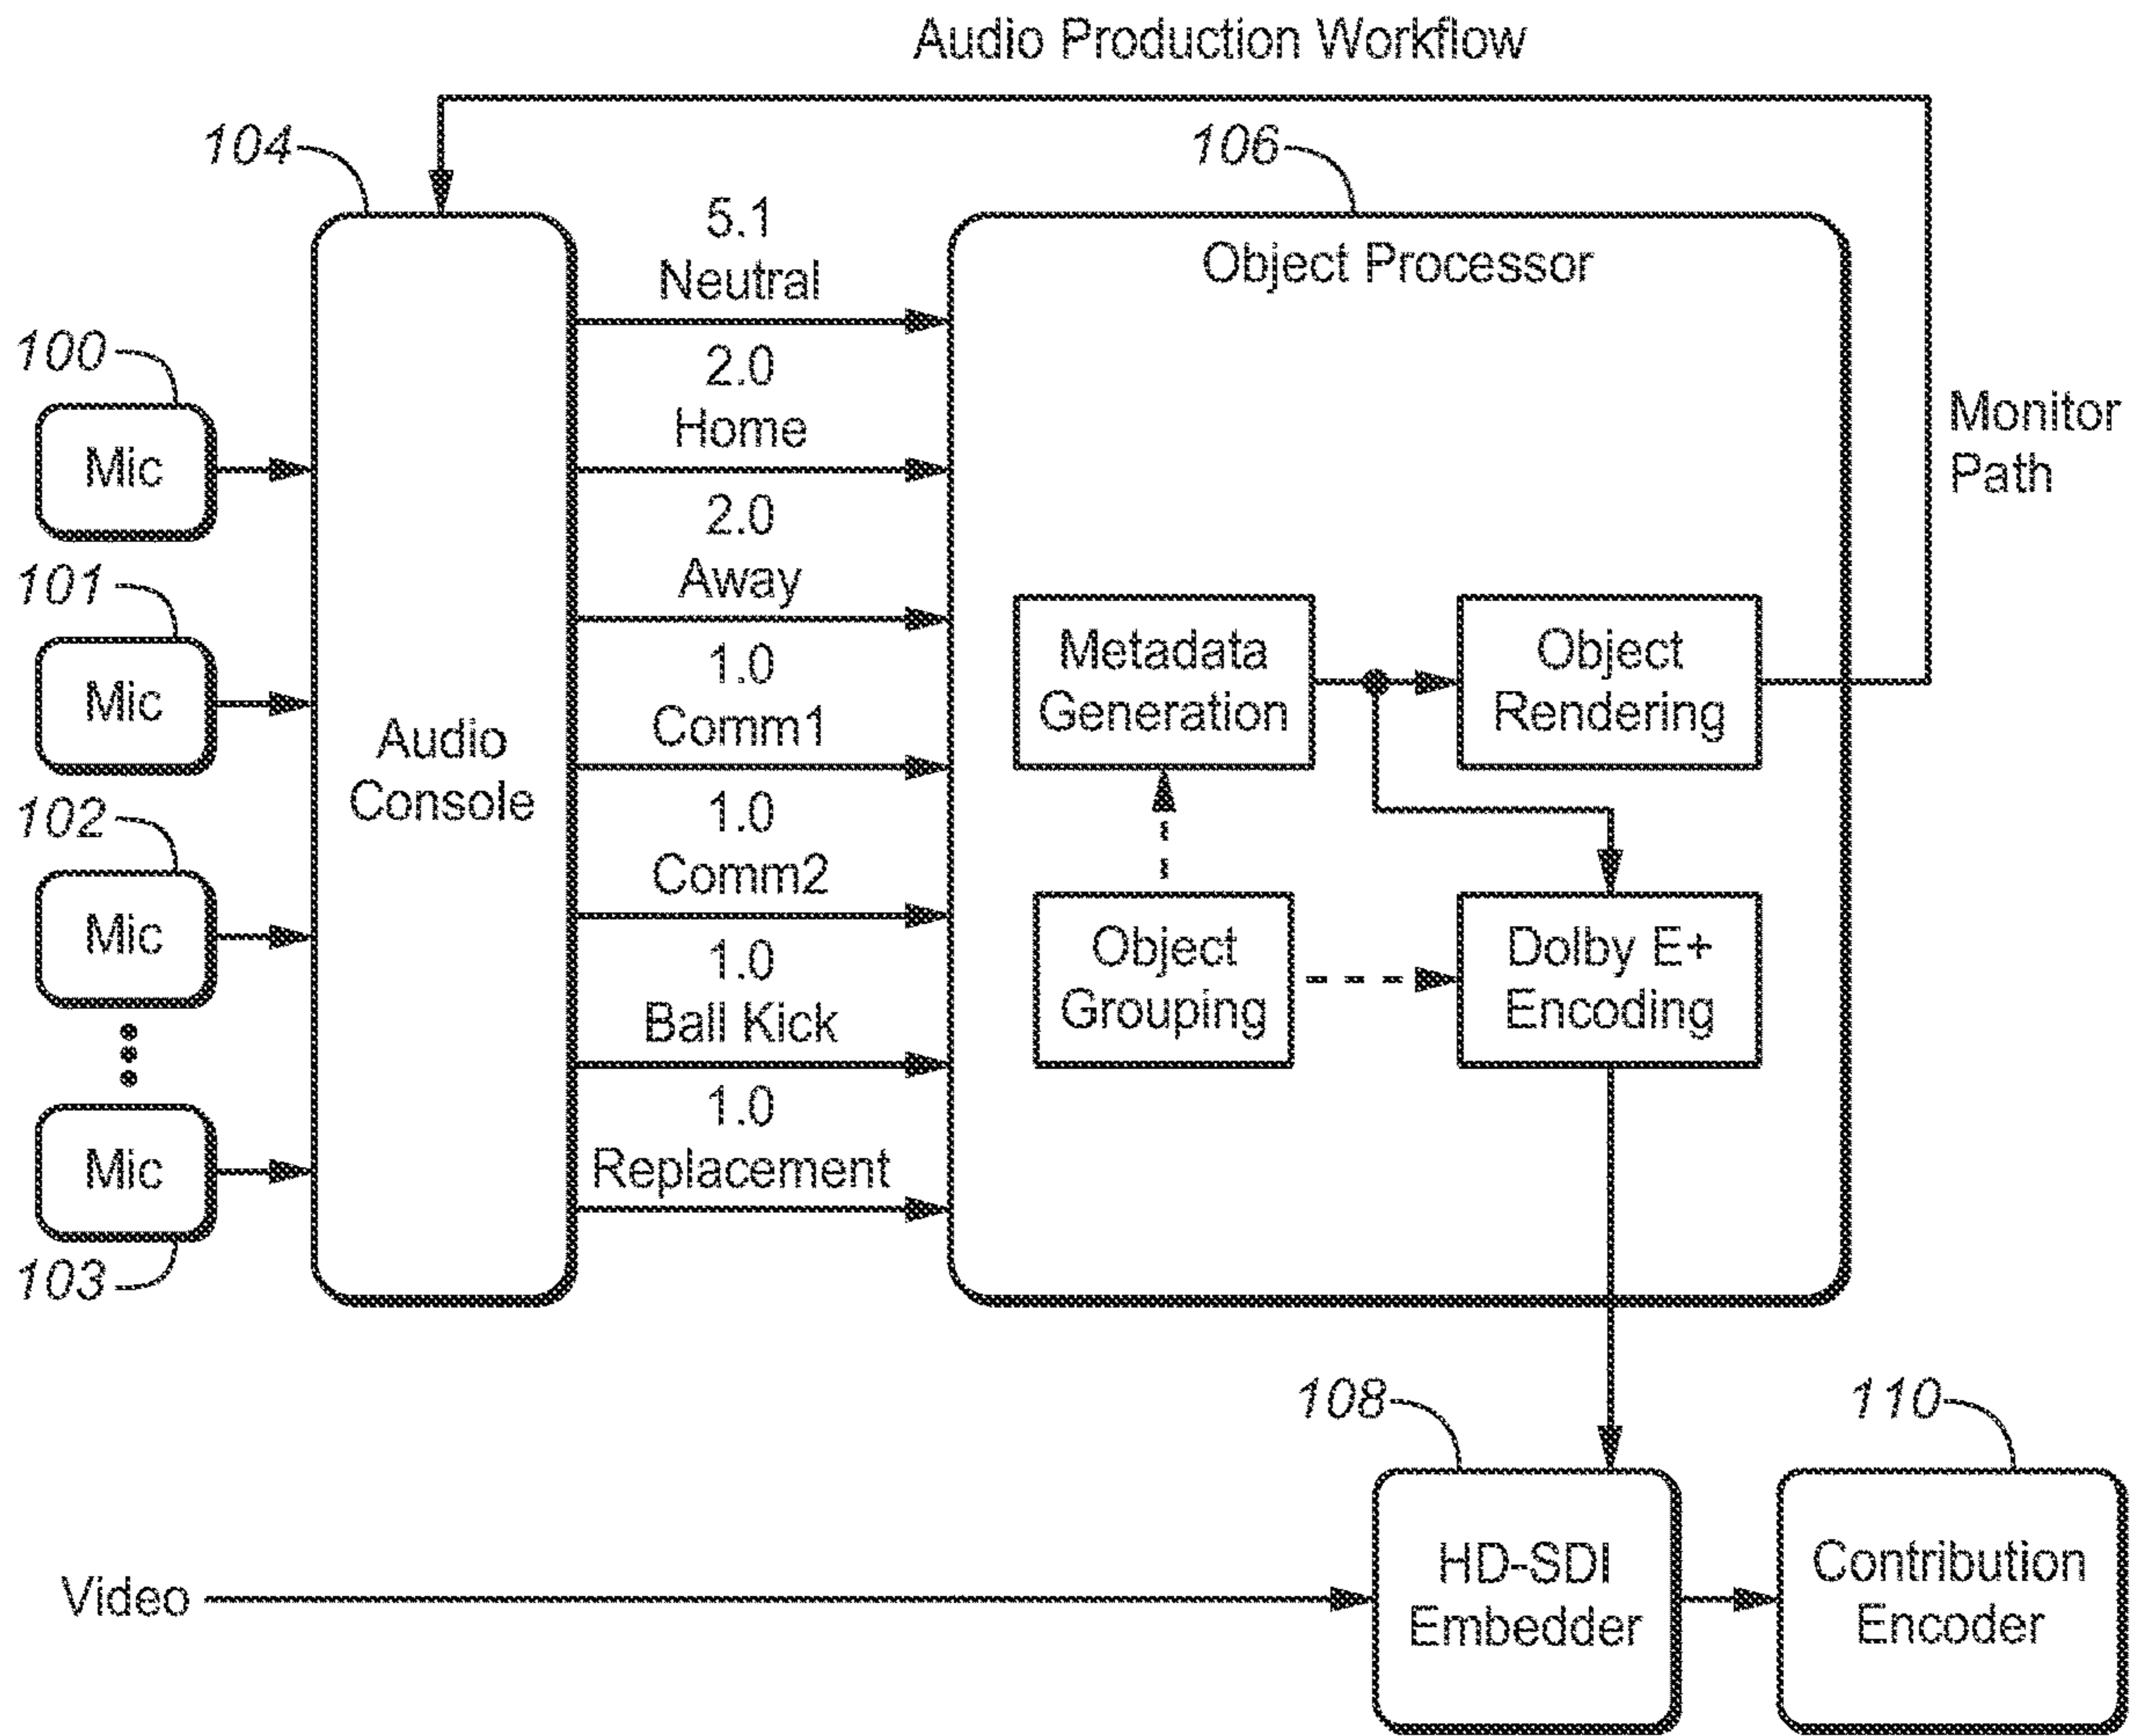 Audio Production Workflow
104
106
5.1
Neutral
Object Processor
100
2.0
Home
Monitor
Path
Mic
2.0
Away
101
Metadata
Generation
Object
Rendering
1.0
Comm1
Mic
Audio
Console
102
1.0
Comm2
Mic
Object
Grouping
Dolby E+
Encoding
1.0
Ball Kick
1.0
Replacement
Mic
103
108
110
Video
HD-SDI
Embedder
Contribution
Encoder